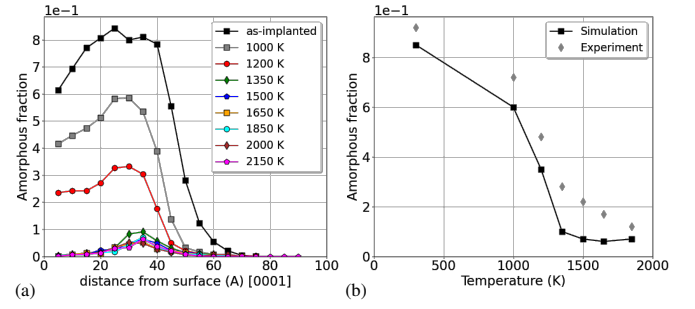 1e−1
8
7
6
5
4
3
2
1
0
Amorphous fraction
0
20
40
60
80
100
distance from surface (A) [0001]
as-implanted
1000 K
1200 K
1350 K
1500 K
1650 K
1850 K
2000 K
2150 K
(a)
1e−1
8
6
4
2
0
Amorphous fraction
0
500
1000
1500
2000
Temperature (K)
Simulation
Experiment
(b)